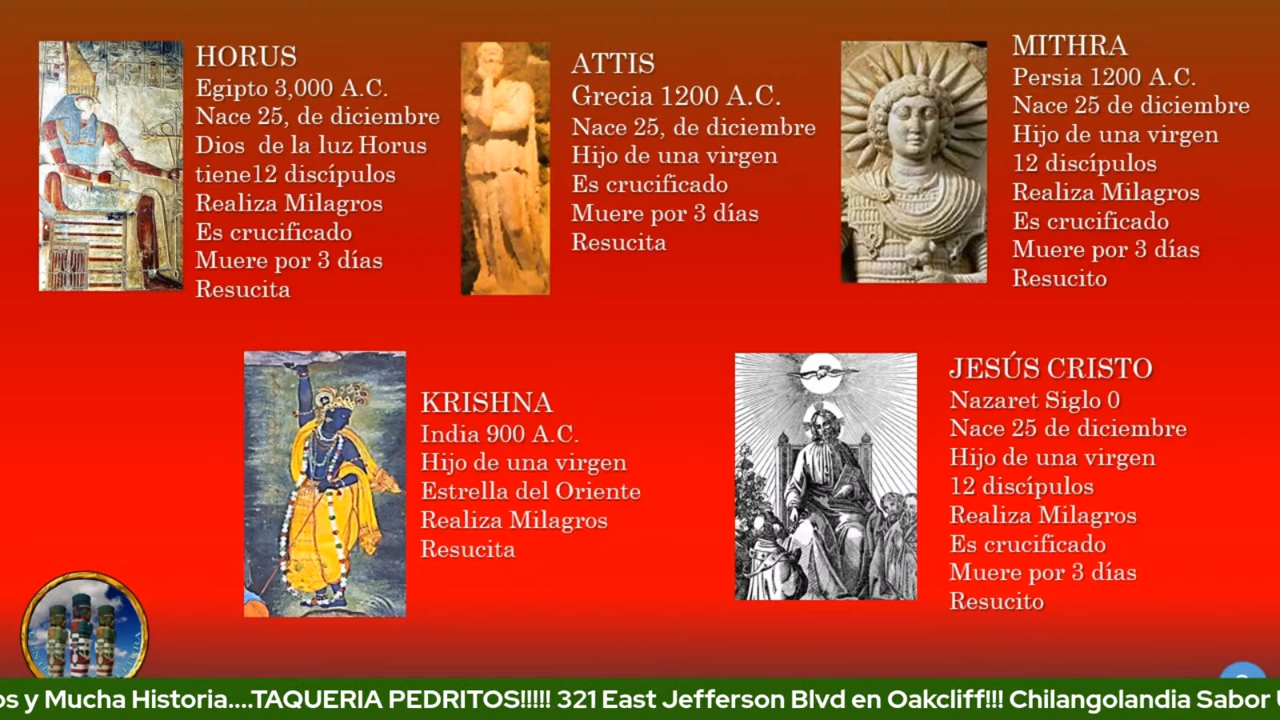 HORUS
Egipto 3,000 A.C.
Nace 25, de diciembre
Dios de la luz Horus
tiene12 discípulos
Realiza Milagros
Es crucificado
Muere por 3 días
Resucita
ATTIS
Grecia 1200 A.C.
Nace 25, de diciembre
Hijo de una virgen
Es crucificado
Muere por 3 días
Resucita
MITHRA
Persia 1200 A.C.
Nace 25 de diciembre
Hijo de una virgen
12 discípulos
Realiza Milagros
Es crucificado
Muere por 3 días
Resucito
KRISHNA
India 900 A.C.
Hijo de una virgen
Estrella del Oriente
Realiza Milagros
Resucita
JESÚS CRISTO
Nazaret Siglo 0
Nace 25 de diciembre
Hijo de una virgen
12 discípulos
Realiza Milagros
Es crucificado
Muere por 3 días
Resucito
os y Mucha Historia....TAQUERIA PEDRITOS!!!!! 321 East Jefferson Blvd en Oakcliff!!! Chilangolandia Sabor